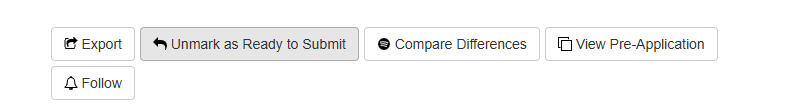 Export Unmark as Ready to Submit Compare Differences View Pre-Application
Follow